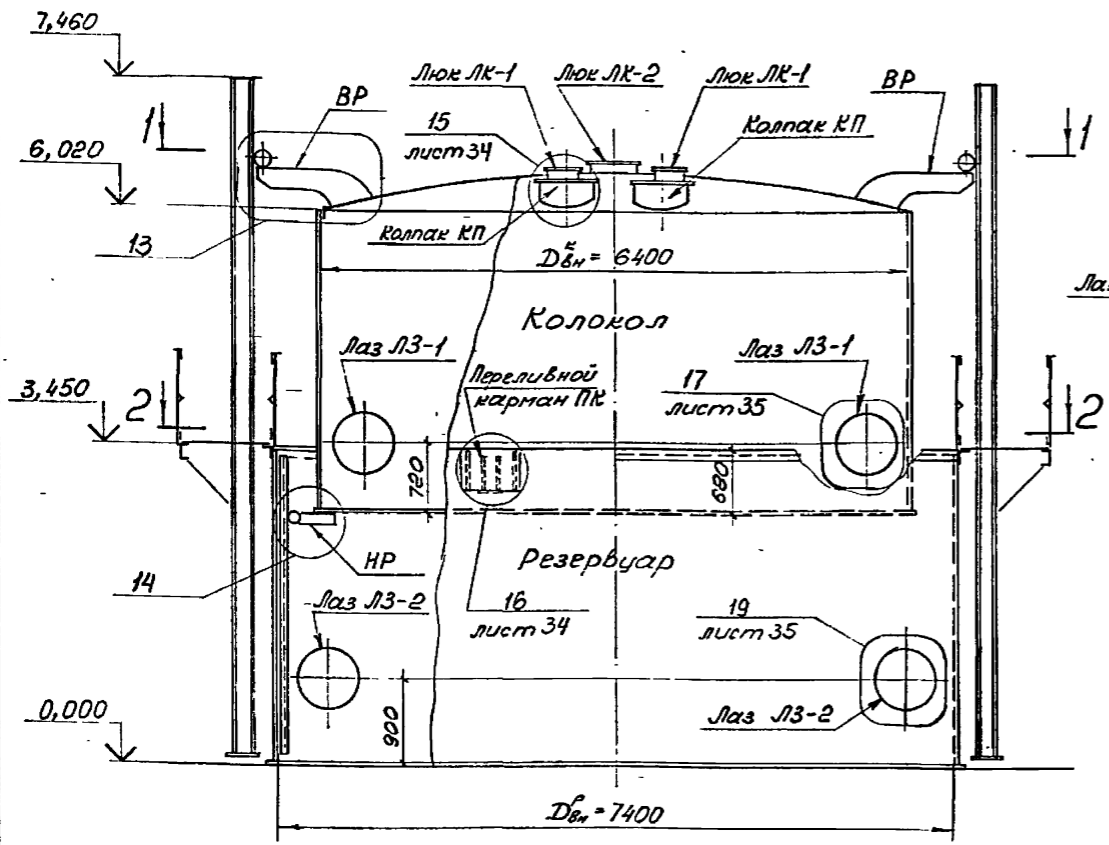 7,460
Люк ЛК-1
Люк ЛК-2
Люк ЛК-1
ВР
ВР
1
15
лист 34
Колпак КП
1
6,020
13
Колпак КП
Dᴷвн = 6400
Колокол
Лаз
Лаз ЛЗ-1
Лаз ЛЗ-1
Переливной
карман ПК
17
лист 35
3,450
2
2
720
680
НР
Резервуар
14
Лаз ЛЗ-2
16
лист 34
19
лист 35
0,000
900
Лаз ЛЗ-2
Dᴾвн = 7400